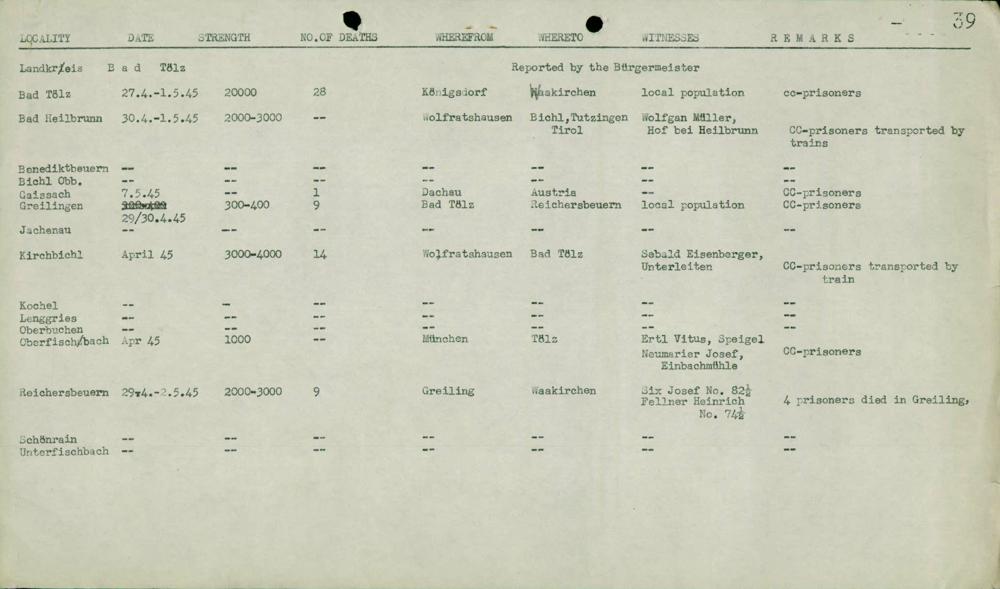 39
LOCALITY DATE STRENGTH NO.OF DEATHS WHEREFROM WHERETO WITNESSES REMARKS
Landkreis Bad Tölz Reported by the Bürgermeister
Bad Tölz 27.4.-1.5.45 20000 28 Königsdorf Waakirchen local population cc-prisoners
Bad Heilbrunn 30.4.-1.5.45 2000-3000 -- Wolfratshausen Bichl,Tutzingen Wolfgan Müller,
Tirol Hof bei Heilbrunn CC-prisoners transported by
trains
Benediktbeuern -- -- -- -- -- -- --
Bichl Obb. -- -- -- -- -- -- --
Gaissach 7.5.45 -- 1 Dachau Austria -- CC-prisoners
Greilingen 300-400 9 Bad Tölz Reichersbeuern local population CC-prisoners
29/30.4.45
Jachenau -- -- -- -- -- -- --
Kirchbichl April 45 3000-4000 14 Wolfratshausen Bad Tölz Sebald Eisenberger,
Unterleiten CC-prisoners transported by
train
Kochel -- - -- -- -- -- --
Lenggries -- -- -- -- -- -- --
Oberbuchen -- -- -- -- -- -- --
Oberfischbach Apr 45 1000 -- München Tölz Ertl Vitus, Speigel
Neumarier Josef, CC-prisoners
Einbachmühle
Reichersbeuern 29.4.-2.5.45 2000-3000 9 Greiling Waakirchen Six Josef No. 82½
Fellner Heinrich 4 prisoners died in Greiling,
No. 74½
Schönrain -- -- -- -- -- -- --
Unterfischbach -- -- -- -- -- -- --